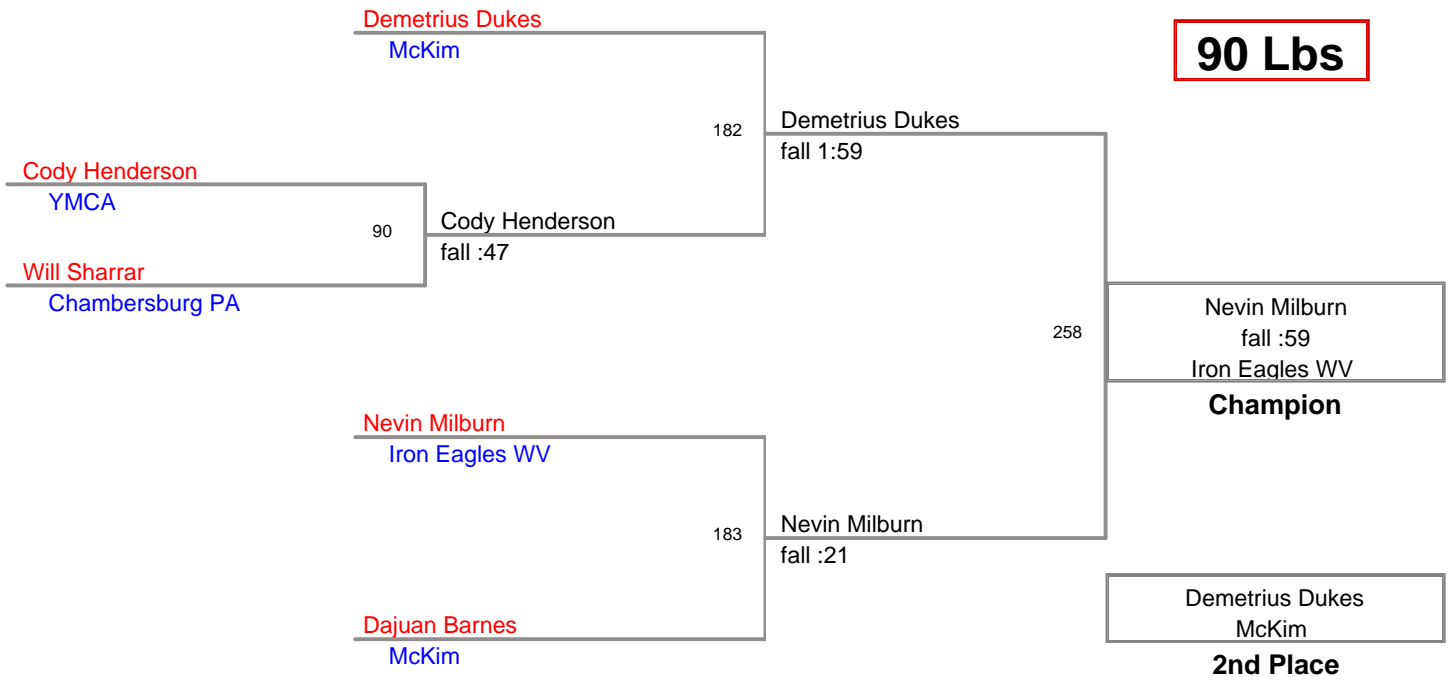 Demetrius Dukes
McKim
90 Lbs
182
Demetrius Dukes
fall 1:59
Cody Henderson
YMCA
90
Cody Henderson
fall :47
Will Sharrar
Chambersburg PA
258
Nevin Milburn
fall :59
Iron Eagles WV
Champion
Nevin Milburn
Iron Eagles WV
183
Nevin Milburn
fall :21
Dajuan Barnes
McKim
Demetrius Dukes
McKim
2nd Place